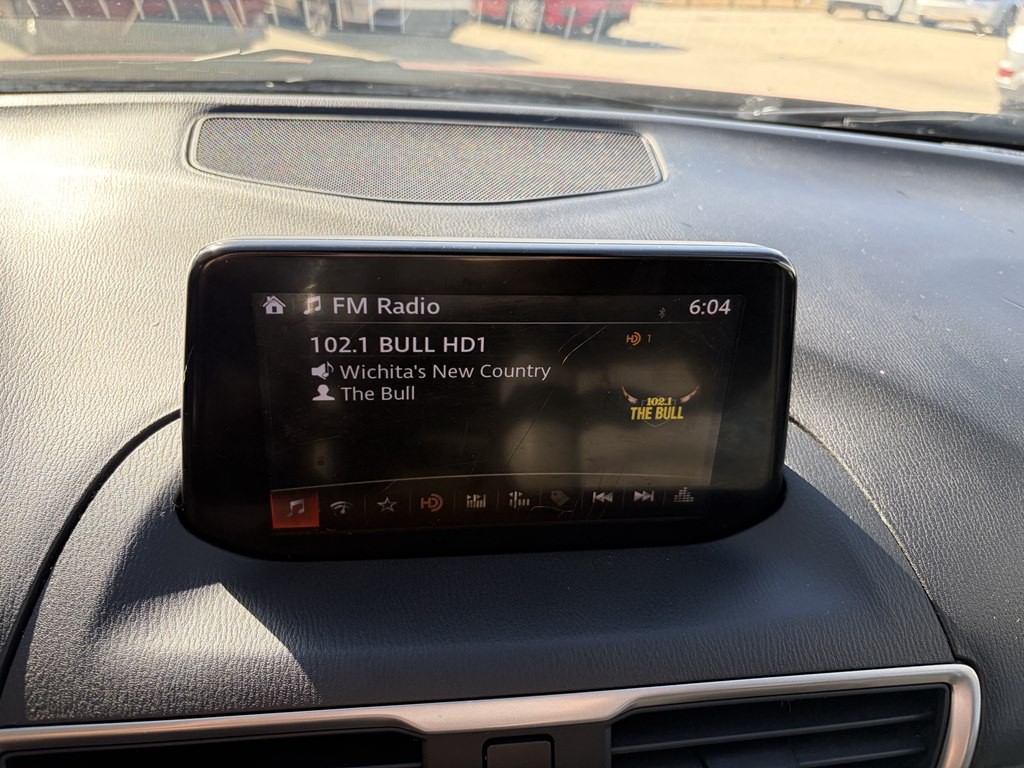 FM Radio
6:04
102.1 BULL HD1
HD 1
Wichita's New Country
The Bull
102.1
THE BULL
HD